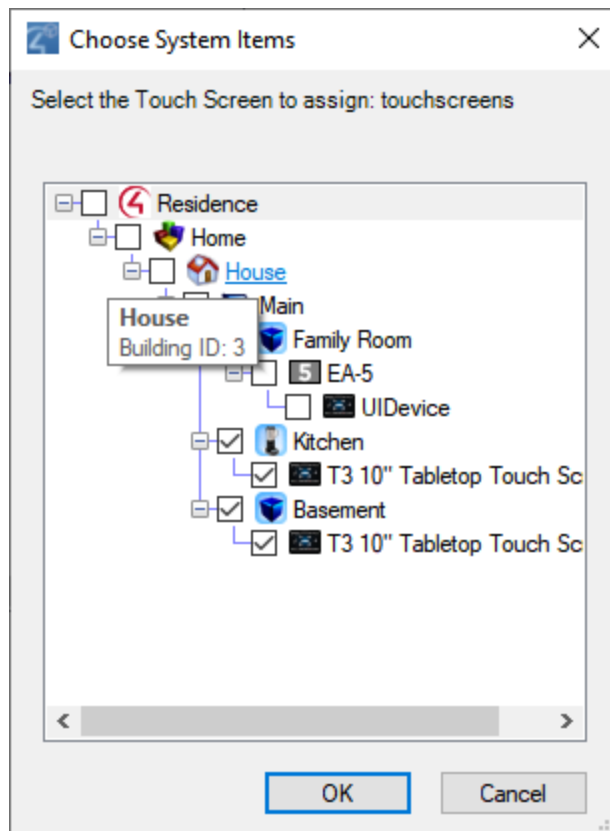 Choose System Items
Select the Touch Screen to assign: touchscreens
Residence
Home
House
Main
House
Building ID: 3
Family Room
5 EA-5
UIDevice
Kitchen
T3 10" Tabletop Touch Sc
Basement
T3 10" Tabletop Touch Sc
OK
Cancel